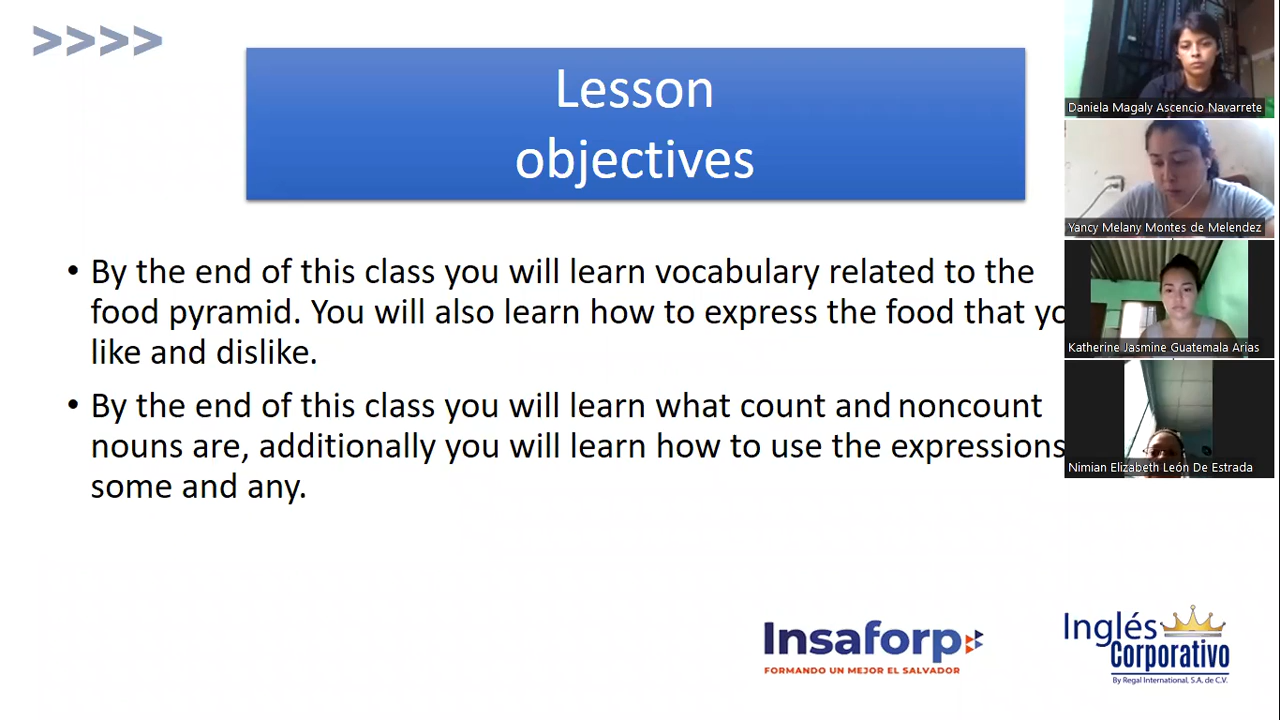 >>>>
Lesson
objectives
• By the end of this class you will learn vocabulary related to the
food pyramid. You will also learn how to express the food that yo
like and dislike.
• By the end of this class you will learn what count and noncount
nouns are, additionally you will learn how to use the expressions
some and any.
Daniela Magaly Ascencio Navarrete
Yancy Melany Montes de Melendez
Katherine Jasmine Guatemala Arias
Nimian Elizabeth León De Estrada
Insaforp
FORMANDO UN MEJOR EL SALVADOR
Inglés
Corporativo
By Regal International, S.A. de C.V.